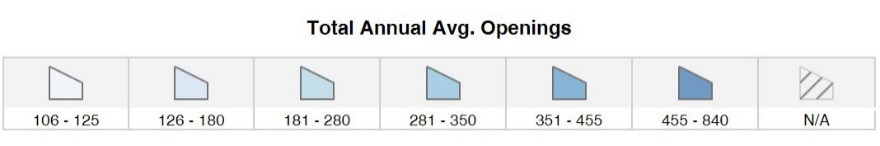 Total Annual Avg. Openings
106 - 125 126 - 180 181 - 280 281 - 350 351 - 455 455 - 840 N/A